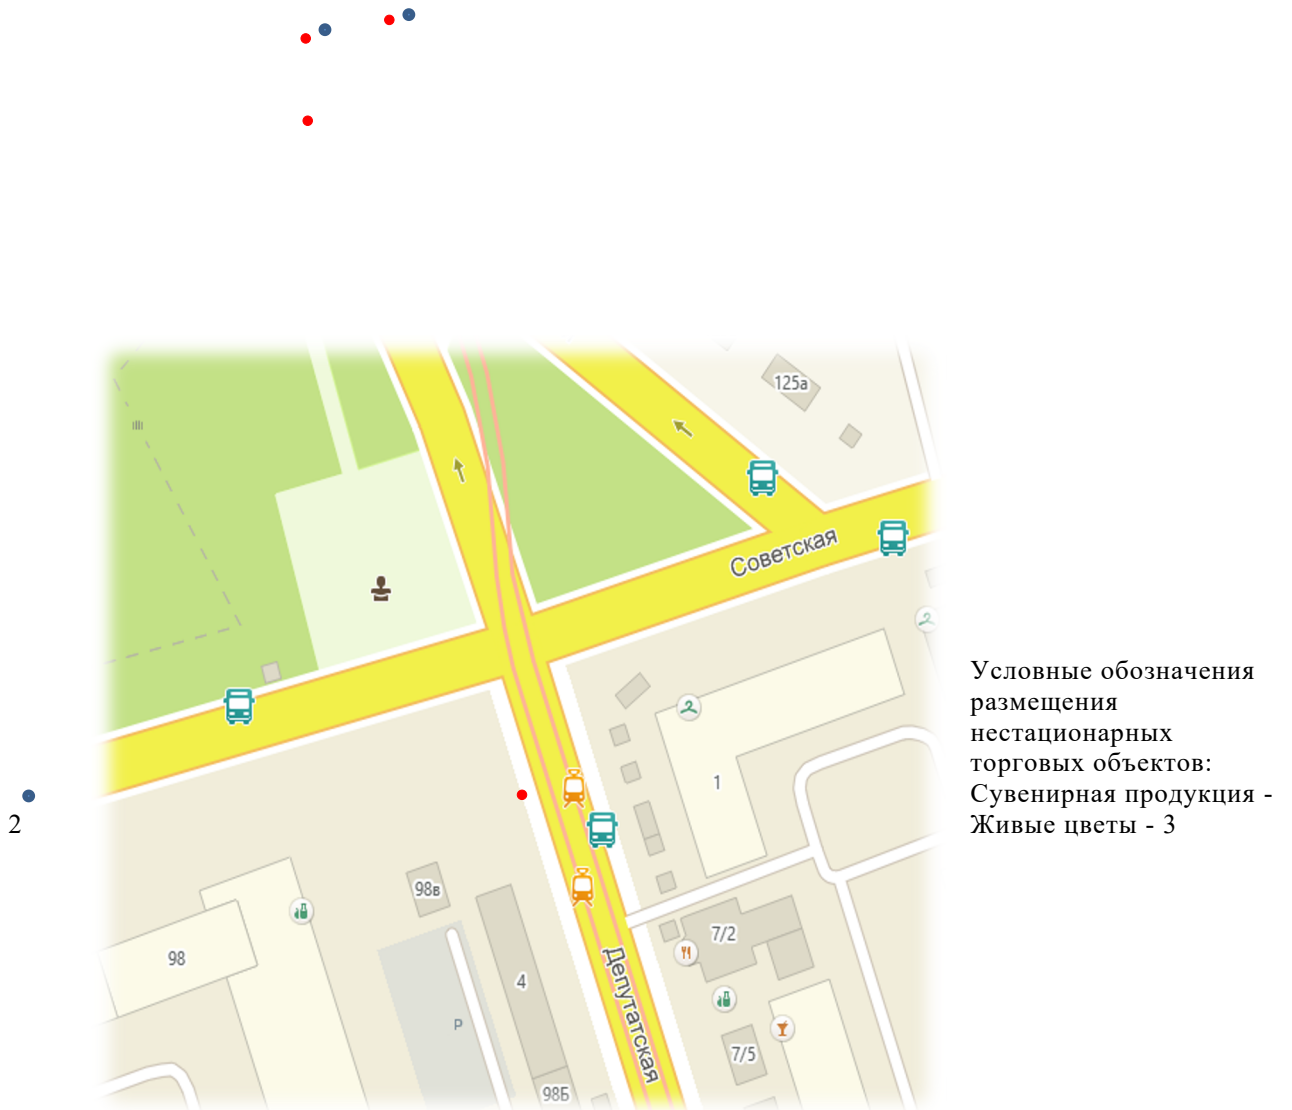 125а
Советская
Условные обозначения
размещения
нестационарных
торговых объектов:
Сувенирная продукция -
2
Живые цветы - 3
1
98в
7/2
98
4
Депутатская
Р
7/5
98Б